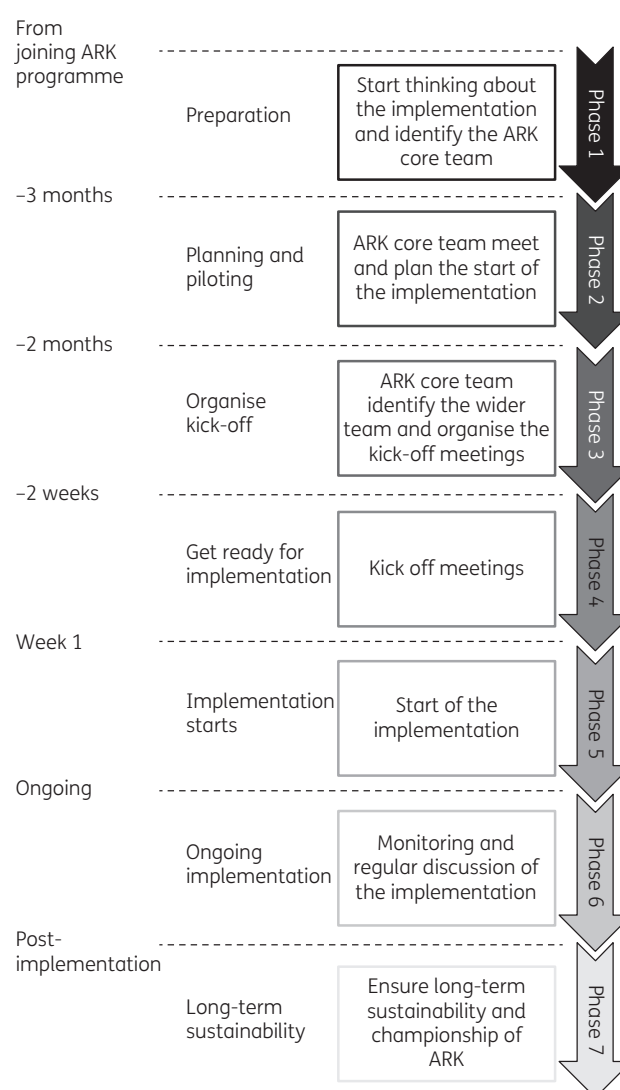 From
joining ARK
programme
Preparation
Start thinking about
the implementation
and identify the ARK
core team
Phase 1
–3 months
Planning and
piloting
ARK core team meet
and plan the start of
the implementation
Phase 2
–2 months
Organise
kick-off
ARK core team
identify the wider
team and organise the
kick-off meetings
Phase 3
–2 weeks
Get ready for
implementation
Kick off meetings
Phase 4
Week 1
Implementation
starts
Start of the
implementation
Phase 5
Ongoing
Ongoing
implementation
Monitoring and
regular discussion of
the implementation
Phase 6
Post-
implementation
Long-term
sustainability
Ensure long-term
sustainability and
championship of
ARK
Phase 7